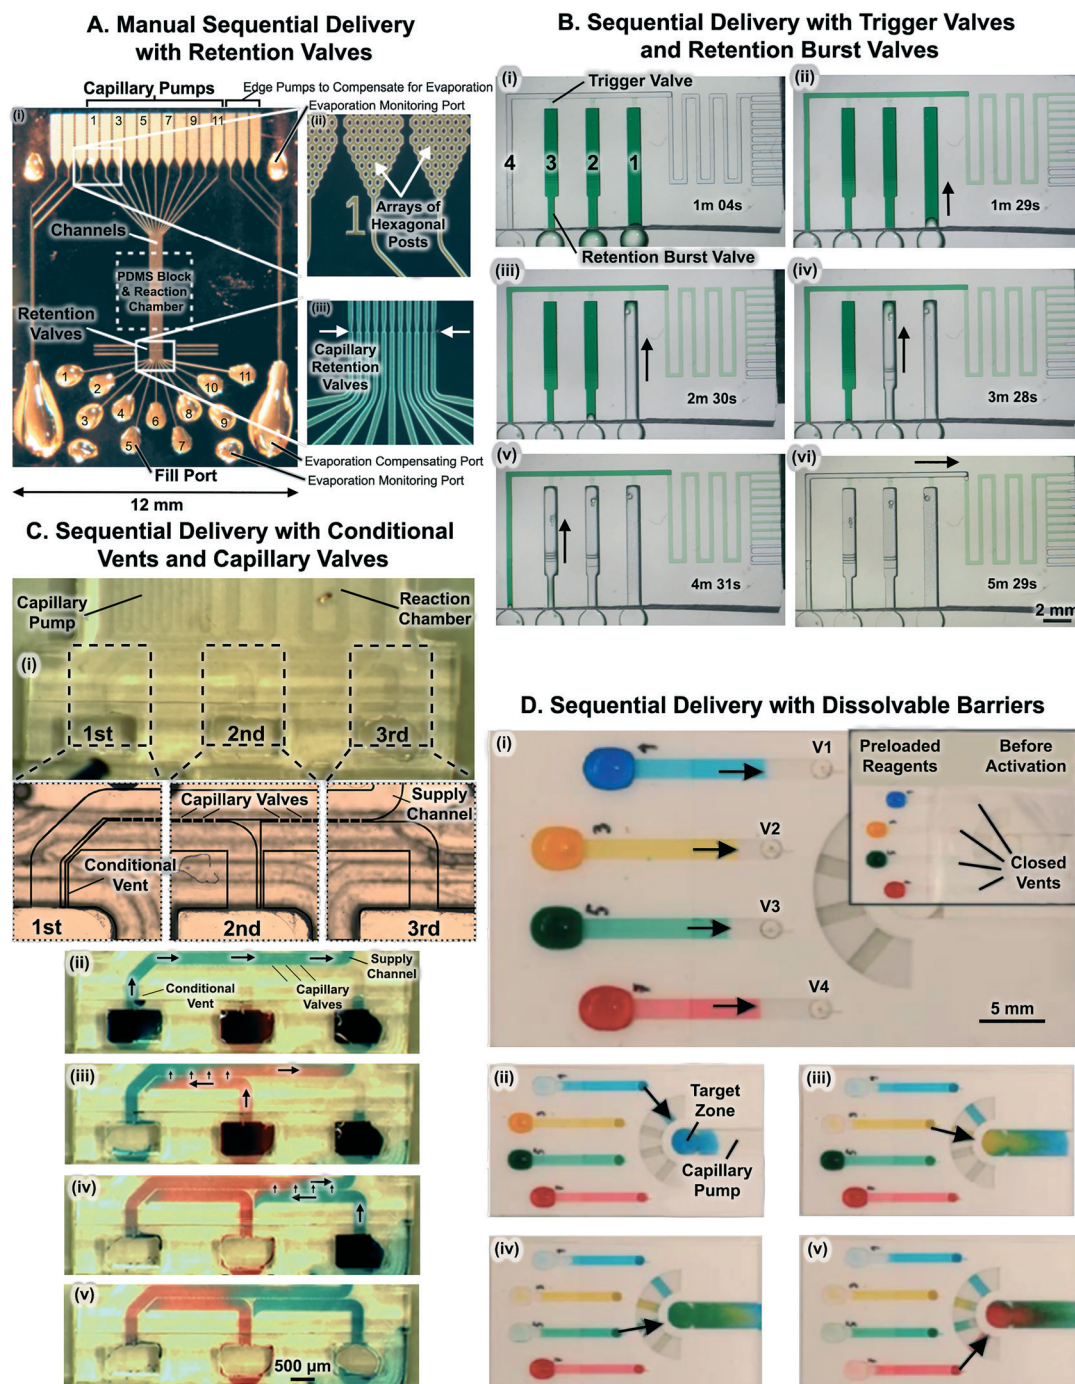 A. Manual Sequential Delivery
with Retention Valves
Capillary Pumps
Edge Pumps to Compensate for Evaporation
Evaporation Monitoring Port
(i)
1 3 5 7 9 11
(ii)
Arrays of
Hexagonal
Posts
1
Channels
PDMS Block
& Reaction
Chamber
Retention
Valves
(iii)
Capillary
Retention
Valves
1
2
3
4
5
6
7
8
9
10
11
Fill Port
Evaporation Compensating Port
Evaporation Monitoring Port
12 mm
B. Sequential Delivery with Trigger Valves
and Retention Burst Valves
(i)
Trigger Valve
4 3 2 1
1m 04s
Retention Burst Valve
(ii)
1m 29s
(iii)
2m 30s
(iv)
3m 28s
(v)
4m 31s
(vi)
5m 29s
2 mm
C. Sequential Delivery with Conditional
Vents and Capillary Valves
Capillary
Pump
Reaction
Chamber
(i)
1st
2nd
3rd
Capillary Valves
Supply
Channel
Conditional
Vent
1st
2nd
3rd
(ii)
Supply
Channel
Conditional
Vent
Capillary
Valves
(iii)
(iv)
(v)
500 µm
D. Sequential Delivery with Dissolvable Barriers
(i)
V1
V2
V3
V4
Preloaded
Reagents
Before
Activation
Closed
Vents
5 mm
(ii)
Target
Zone
Capillary
Pump
(iii)
(iv)
(v)